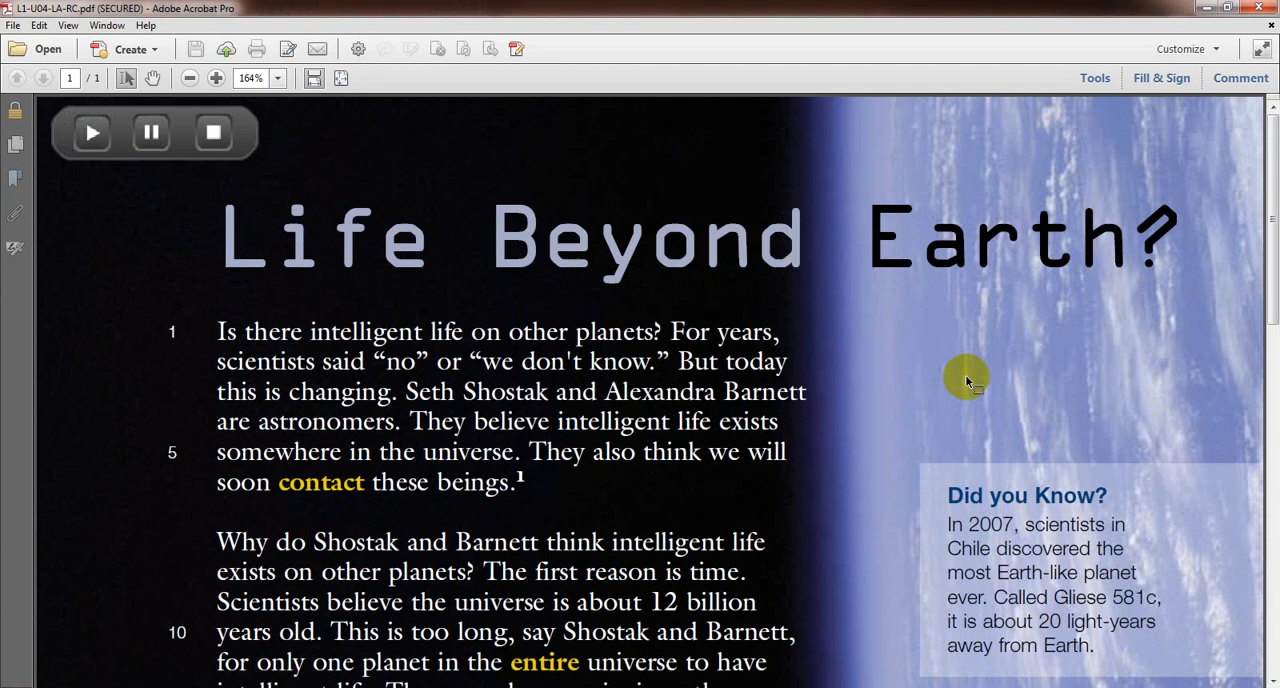 L1-U04-LA-RC.pdf (SECURED) - Adobe Acrobat Pro
File Edit View Window Help
Open Create Customize
1 / 1 164% Tools Fill & Sign Comment
Life Beyond Earth?
1 Is there intelligent life on other planets? For years,
scientists said “no” or “we don't know.” But today
this is changing. Seth Shostak and Alexandra Barnett
are astronomers. They believe intelligent life exists
5 somewhere in the universe. They also think we will
soon contact these beings.¹
Why do Shostak and Barnett think intelligent life
exists on other planets? The first reason is time.
Scientists believe the universe is about 12 billion
10 years old. This is too long, say Shostak and Barnett,
for only one planet in the entire universe to have
Did you Know?
In 2007, scientists in
Chile discovered the
most Earth-like planet
ever. Called Gliese 581c,
it is about 20 light-years
away from Earth.